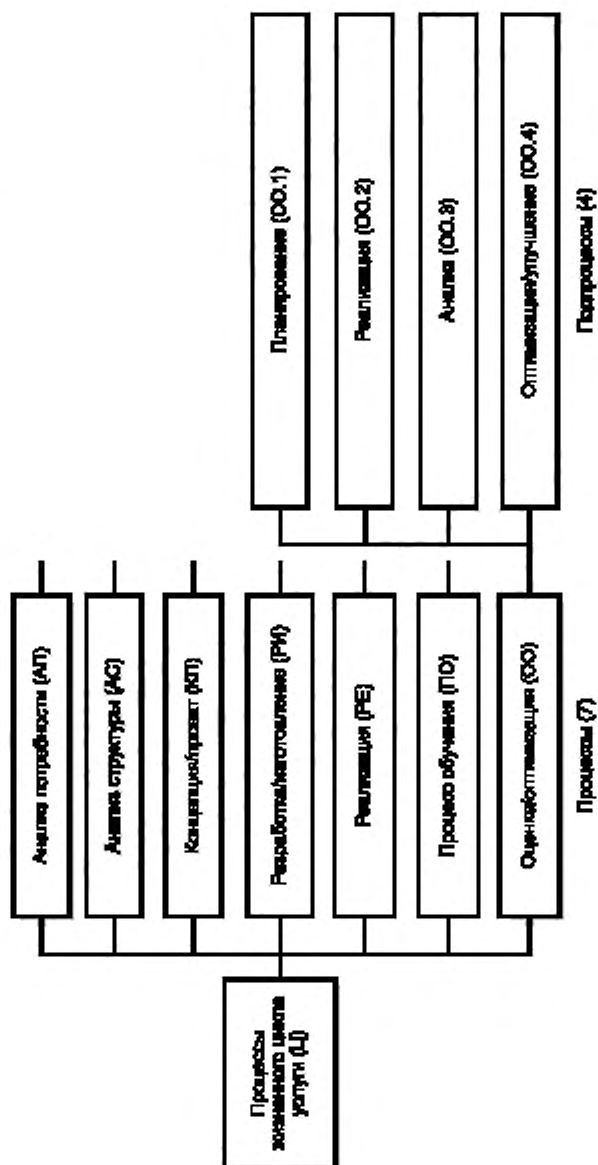 Процессы
жизненного цикла
услуги (Ц)
Анализ потребности (АП)
Анализ структуры (АС)
Концепция/проект (КП)
Разработка/изготовление (РИ)
Реализация (РЕ)
Процесс обучения (ПО)
Оценка/оптимизация (ОО)
Процессы (7)
Планирование (ОО.1)
Реализация (ОО.2)
Анализ (ОО.3)
Оптимизация/улучшение (ОО.4)
Подпроцессы (4)